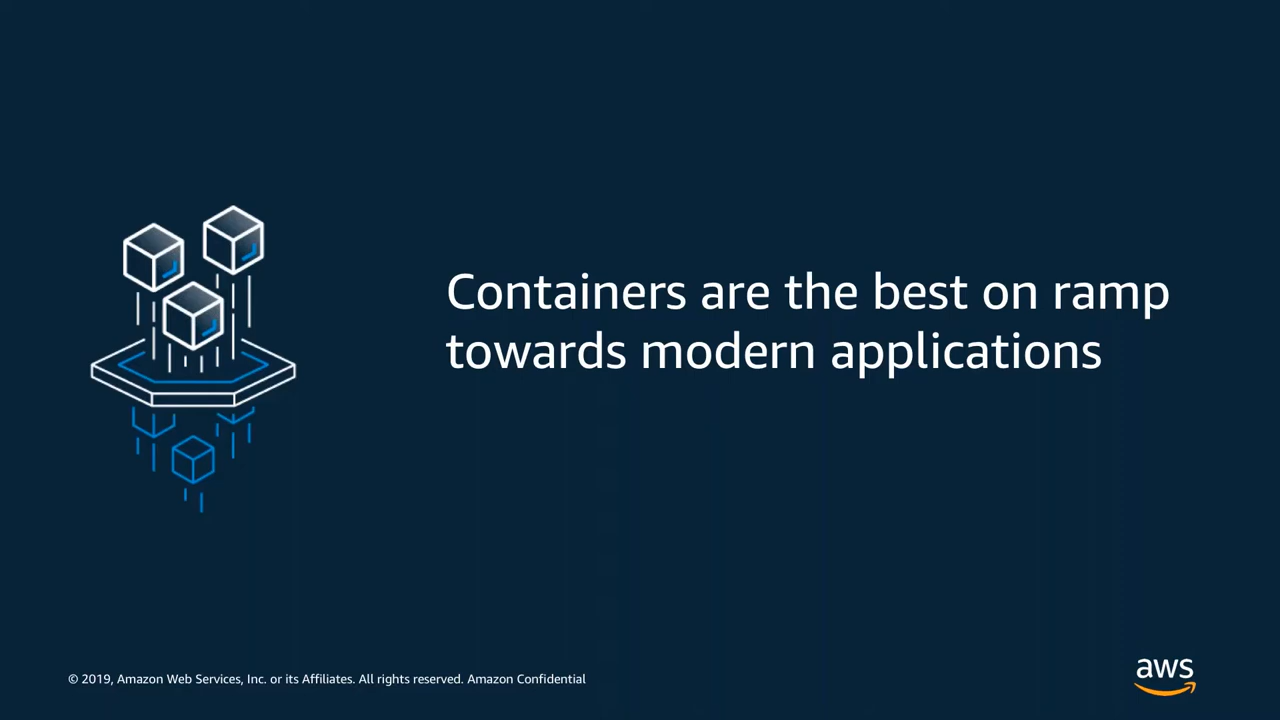 Containers are the best on ramp
towards modern applications
© 2019, Amazon Web Services, Inc. or its Affiliates. All rights reserved. Amazon Confidential
aws